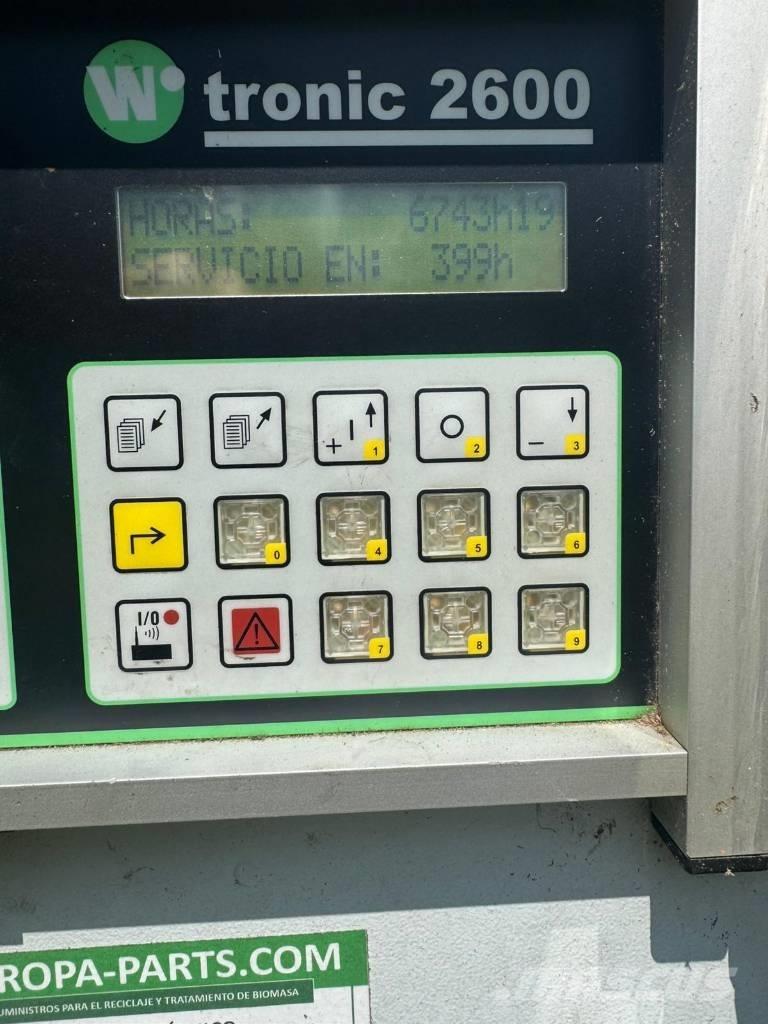 W tronic 2600
HORAS: 6743h19
SERVICIO EN: 399h
+ 1 2 - 3
0 4 5 6
I/O 7 8 9
ROPA-PARTS.COM
UMINISTROS PARA EL RECICLAJE Y TRATAMIENTO DE BIOMASA